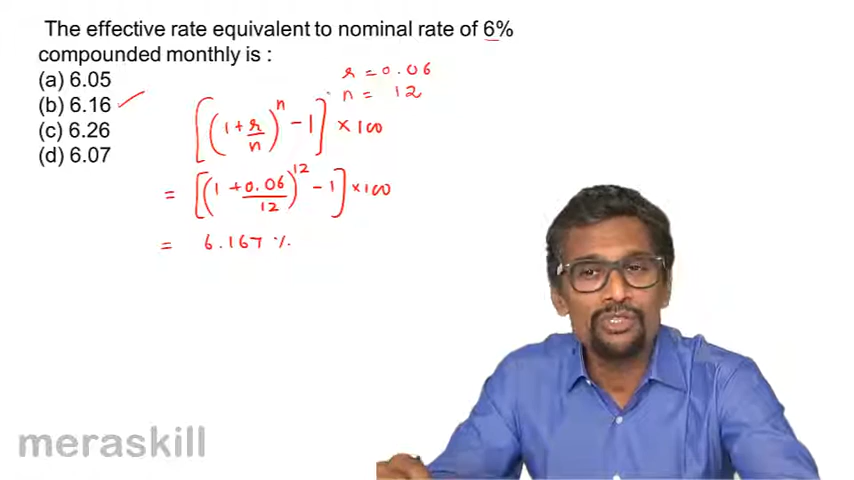 The effective rate equivalent to nominal rate of 6%
compounded monthly is :
(a) 6.05
(b) 6.16 ✓
(c) 6.26
(d) 6.07
r = 0.06
n = 12
[(1+r/n)^n - 1] × 100
= [(1+0.06/12)^12 - 1] × 100
= 6.167 %
meraskill